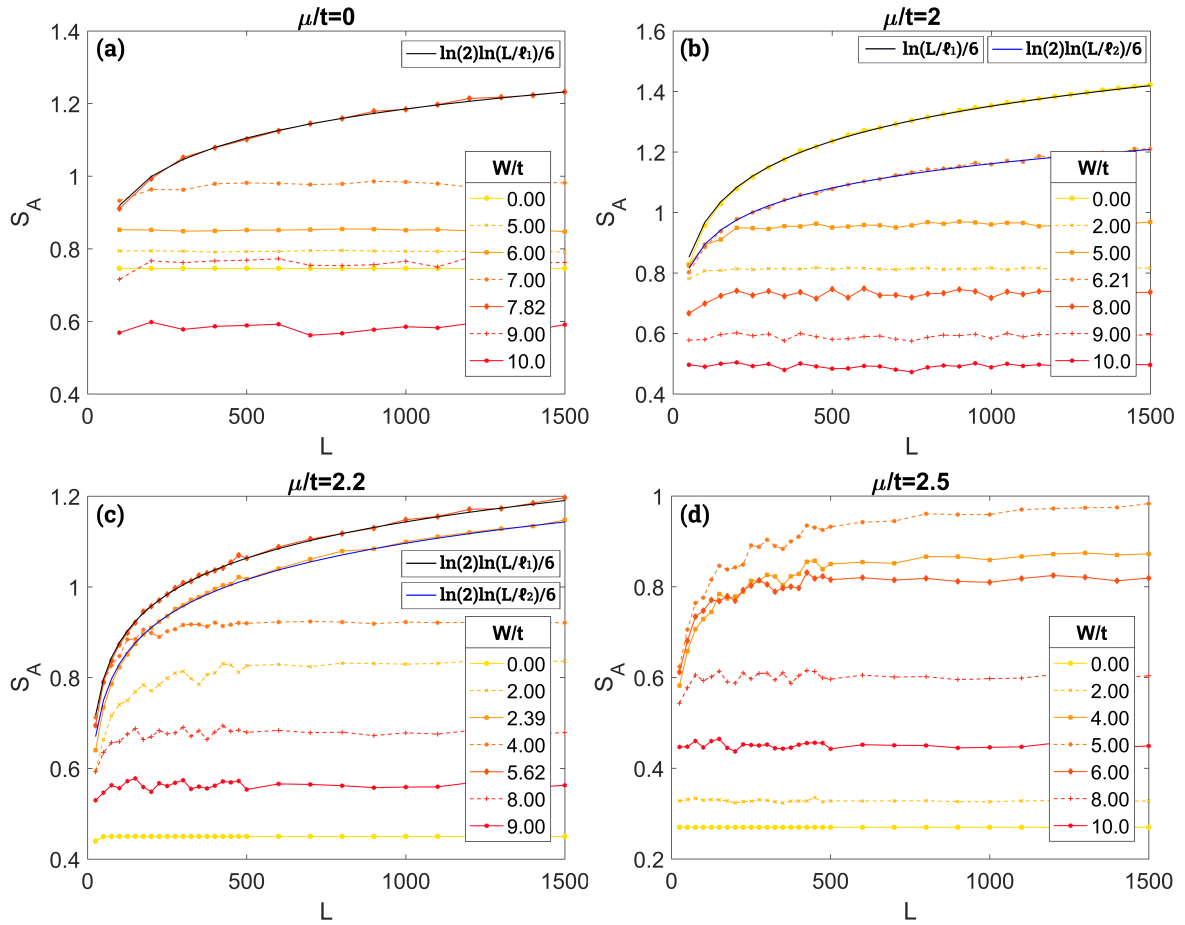 μ/t=0
(a)
ln(2)ln(L/ℓ₁)/6
W/t
0.00
5.00
6.00
7.00
7.82
9.00
10.0
S_A
1.4
1.2
1
0.8
0.6
0.4
0 500 1000 1500
L
μ/t=2
(b)
ln(L/ℓ₁)/6 ln(2)ln(L/ℓ₂)/6
W/t
0.00
2.00
5.00
6.21
8.00
9.00
10.0
S_A
1.6
1.4
1.2
1
0.8
0.6
0.4
0 500 1000 1500
L
μ/t=2.2
(c)
ln(2)ln(L/ℓ₁)/6
ln(2)ln(L/ℓ₂)/6
W/t
0.00
2.00
2.39
4.00
5.62
8.00
9.00
S_A
1.2
1
0.8
0.6
0.4
0 500 1000 1500
L
μ/t=2.5
(d)
W/t
0.00
2.00
4.00
5.00
6.00
8.00
10.0
S_A
1
0.8
0.6
0.4
0.2
0 500 1000 1500
L